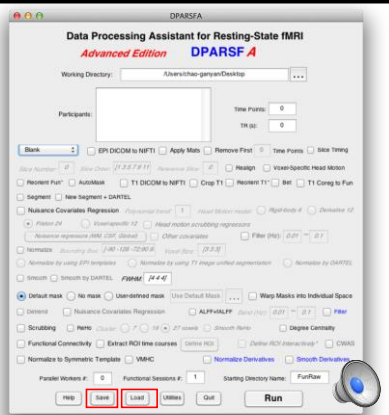 DPARSFA
Data Processing Assistant for Resting-State fMRI
Advanced Edition DPARSF A
Working Directory: /Users/chao-ganyan/Desktop ...
Participants:
Time Points: 0
TR (s): 0
Blank EPI DICOM to NIFTI Apply Mats Remove First 0 Time Points Slice Timing
Slice Number 0 Slice Order [1 3 5 7 9 11 Reference Slice 0 Realign Voxel-Specific Head Motion
Reorient Fun* AutoMask T1 DICOM to NIFTI Crop T1 Reorient T1* Bet T1 Coreg to Fun
Segment New Segment + DARTEL
Nuisance Covariates Regression Polynomial trend 1 Head Motion model: Rigid-body 6 Derivative 12
Friston 24 Voxel-specific 12 Head motion scrubbing regressors
Nuisance regressors (WM, CSF, Global) Other covariates Filter (Hz) 0.01 ~ 0.1
Normalize Bounding Box [-90 -126 -72;90 9. Voxel Size [3 3 3]
Normalize by using EPI templates Normalize by using T1 image unified segmentation Normalize by DARTEL
Smooth Smooth by DARTEL FWHM [4 4 4]
Default mask No mask User-defined mask Use Default Mask ... Warp Masks into Individual Space
Detrend Nuisance Covariates Regression ALFF+fALFF Band (Hz) 0.01 ~ 0.1 Filter
Scrubbing ReHo Cluster 7 19 27 voxels Smooth ReHo Degree Centrality
Functional Connectivity Extract ROI time courses Define ROI Define ROI Interactively* CWAS
Normalize to Symmetric Template VMHC Normalize Derivatives Smooth Derivatives
Parallel Workers #: 0 Functional Sessions #: 1 Starting Directory Name: FunRaw
Help Save Load Utilities Quit Run